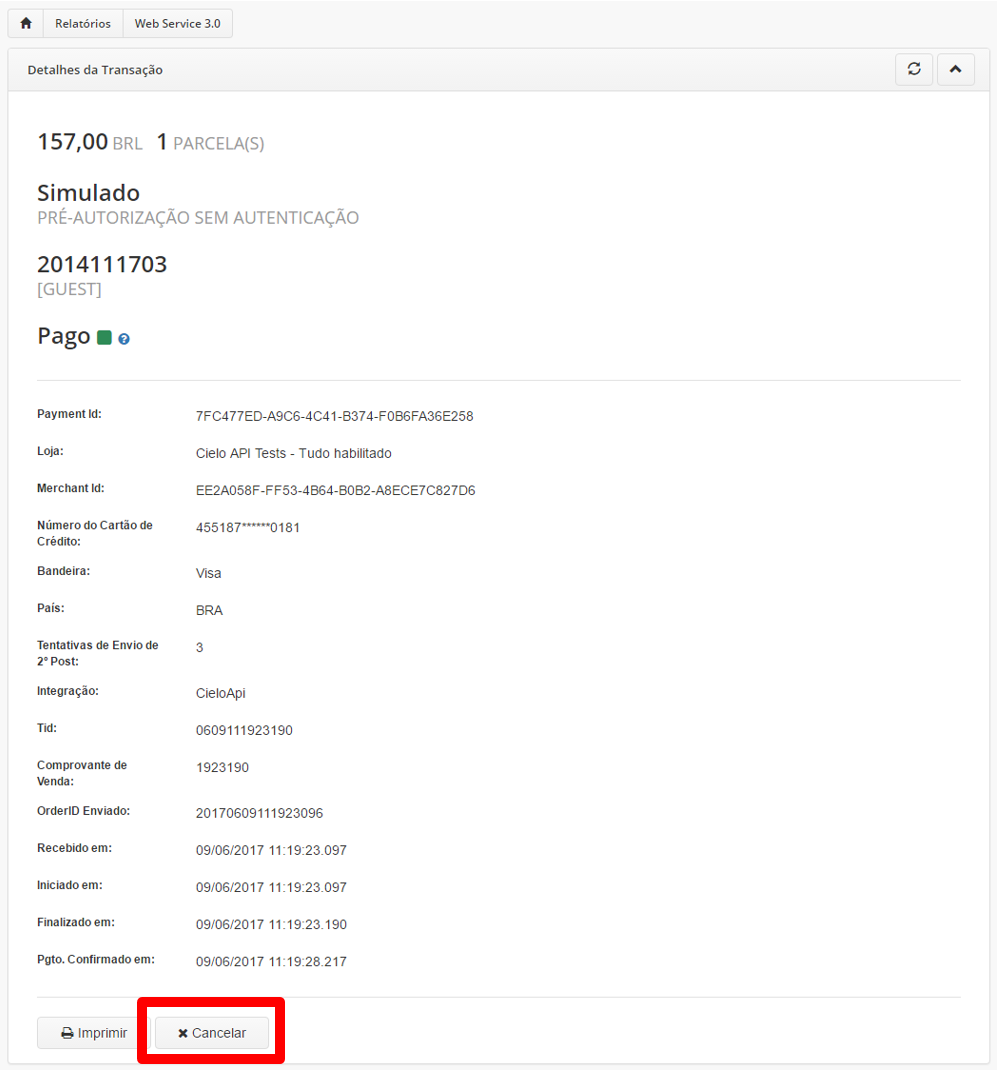 Relatórios Web Service 3.0
Detalhes da Transação
157,00 BRL 1 PARCELA(S)
Simulado
PRÉ-AUTORIZAÇÃO SEM AUTENTICAÇÃO
2014111703
[GUEST]
Pago ?
Payment Id: 7FC477ED-A9C6-4C41-B374-F0B6FA36E258
Loja: Cielo API Tests - Tudo habilitado
Merchant Id: EE2A058F-FF53-4B64-B0B2-A8ECE7C827D6
Número do Cartão de 455187******0181
Crédito:
Bandeira: Visa
País: BRA
Tentativas de Envio de 3
2º Post:
Integração: CieloApi
Tid: 0609111923190
Comprovante de 1923190
Venda:
OrderID Enviado: 20170609111923096
Recebido em: 09/06/2017 11:19:23.097
Iniciado em: 09/06/2017 11:19:23.097
Finalizado em: 09/06/2017 11:19:23.190
Pgto. Confirmado em: 09/06/2017 11:19:28.217
Imprimir Cancelar